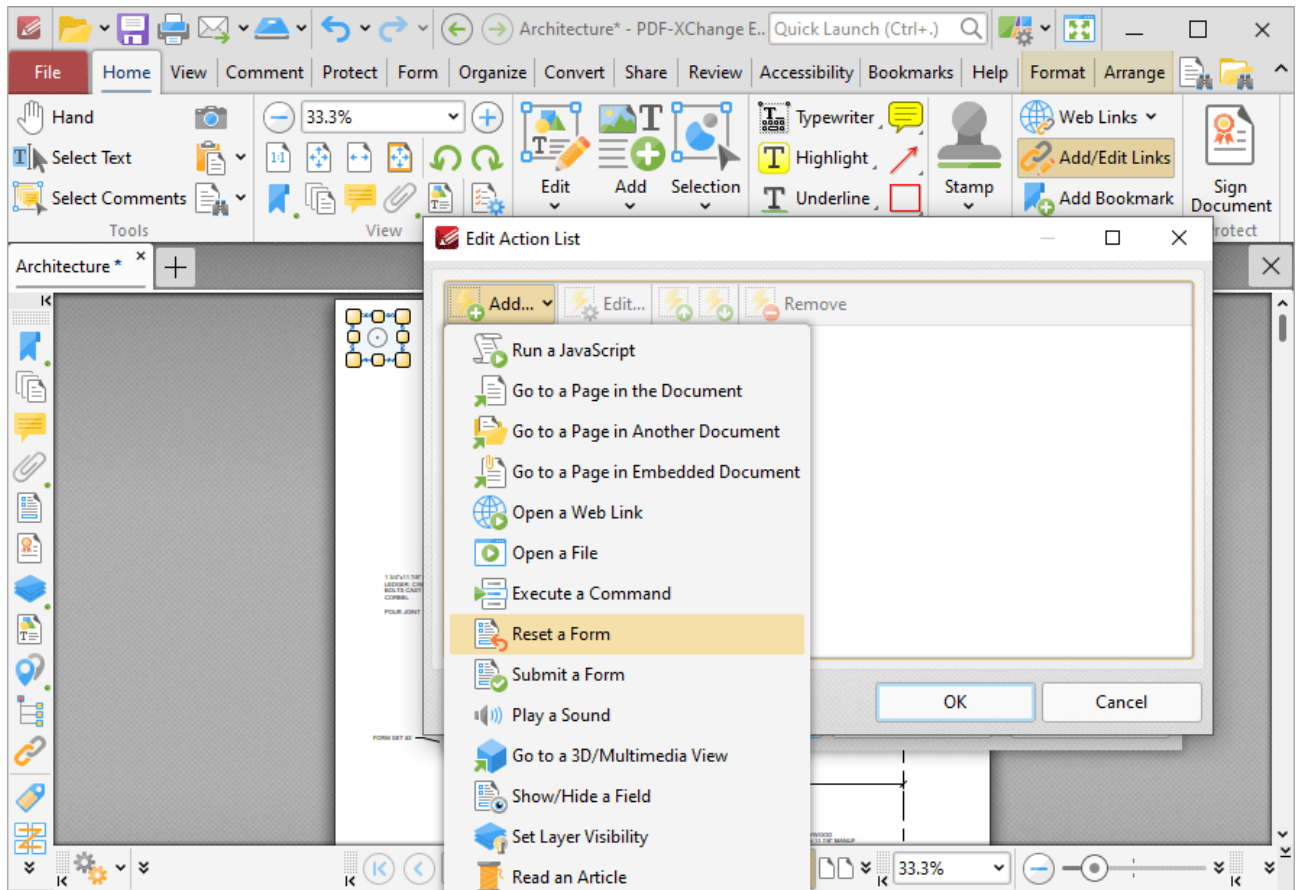 Architecture* - PDF-XChange E.. Quick Launch (Ctrl+.)
File Home View Comment Protect Form Organize Convert Share Review Accessibility Bookmarks Help Format Arrange
Hand 33.3% Typewriter Web Links
Select Text 1:1 Highlight Add/Edit Links
Select Comments Edit Add Selection Underline Stamp Add Bookmark Sign Document
Tools View Protect
Architecture *
Edit Action List
Add... Edit... Remove
Run a JavaScript
Go to a Page in the Document
Go to a Page in Another Document
Go to a Page in Embedded Document
Open a Web Link
Open a File
Execute a Command
Reset a Form
Submit a Form
Play a Sound
Go to a 3D/Multimedia View
Show/Hide a Field
Set Layer Visibility
Read an Article
OK Cancel
POUR JOINT
33.3%